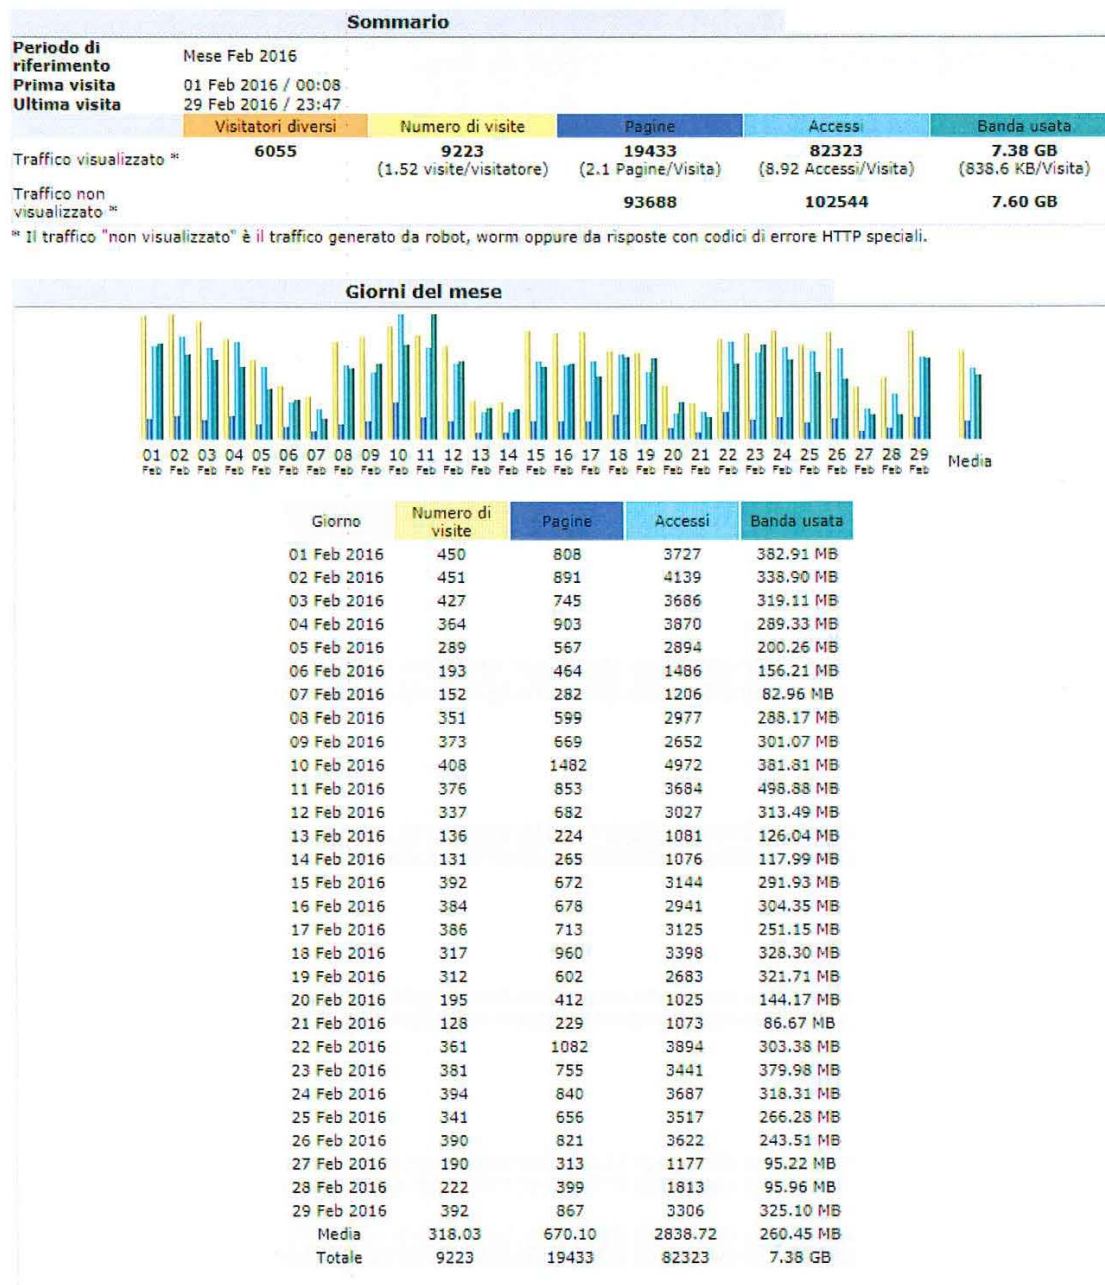 Sommario
Periodo di
riferimento
Mese Feb 2016
Prima visita 01 Feb 2016 / 00:08
Ultima visita 29 Feb 2016 / 23:47
Visitatori diversi Numero di visite Pagine Accessi Banda usata
Traffico visualizzato * 6055 9223 19433 82323 7.38 GB
(1.52 visite/visitatore) (2.1 Pagine/Visita) (8.92 Accessi/Visita) (838.6 KB/Visita)
Traffico non
visualizzato *
93688 102544 7.60 GB
* Il traffico "non visualizzato" è il traffico generato da robot, worm oppure da risposte con codici di errore HTTP speciali.
Giorni del mese
01 02 03 04 05 06 07 08 09 10 11 12 13 14 15 16 17 18 19 20 21 22 23 24 25 26 27 28 29
Feb Feb Feb Feb Feb Feb Feb Feb Feb Feb Feb Feb Feb Feb Feb Feb Feb Feb Feb Feb Feb Feb Feb Feb Feb Feb Feb Feb Feb
Media
Giorno Numero di visite Pagine Accessi Banda usata
01 Feb 2016 450 808 3727 382.91 MB
02 Feb 2016 451 891 4139 338.90 MB
03 Feb 2016 427 745 3686 319.11 MB
04 Feb 2016 364 903 3870 289.33 MB
05 Feb 2016 289 567 2894 200.26 MB
06 Feb 2016 193 464 1486 156.21 MB
07 Feb 2016 152 282 1206 82.96 MB
08 Feb 2016 351 599 2977 288.17 MB
09 Feb 2016 373 669 2652 301.07 MB
10 Feb 2016 408 1482 4972 381.81 MB
11 Feb 2016 376 853 3684 498.88 MB
12 Feb 2016 337 682 3027 313.49 MB
13 Feb 2016 136 224 1081 126.04 MB
14 Feb 2016 131 265 1076 117.99 MB
15 Feb 2016 392 672 3144 291.93 MB
16 Feb 2016 384 678 2941 304.35 MB
17 Feb 2016 386 713 3125 251.15 MB
18 Feb 2016 317 960 3398 328.30 MB
19 Feb 2016 312 602 2683 321.71 MB
20 Feb 2016 195 412 1025 144.17 MB
21 Feb 2016 128 229 1073 86.67 MB
22 Feb 2016 361 1082 3894 303.38 MB
23 Feb 2016 381 755 3441 379.98 MB
24 Feb 2016 394 840 3687 318.31 MB
25 Feb 2016 341 656 3517 266.28 MB
26 Feb 2016 390 821 3622 243.51 MB
27 Feb 2016 190 313 1177 95.22 MB
28 Feb 2016 222 399 1813 95.96 MB
29 Feb 2016 392 867 3306 325.10 MB
Media 318.03 670.10 2838.72 260.45 MB
Totale 9223 19433 82323 7.38 GB